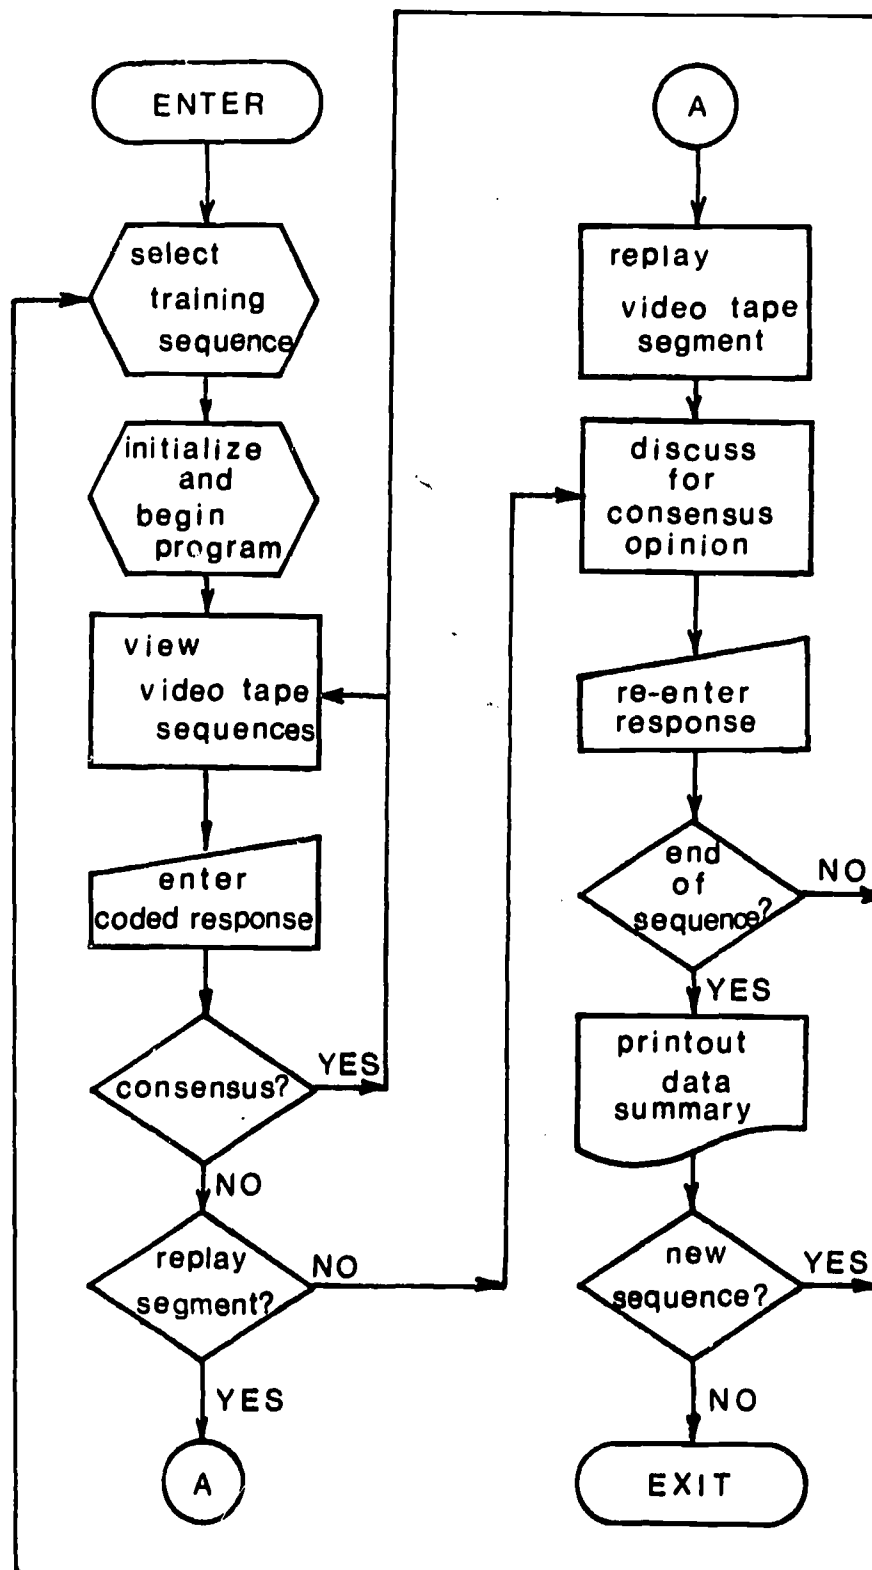 ENTER
select
training
sequence
initialize
and
begin
program
view
video tape
sequences
enter
coded response
consensus?
YES
NO
replay
segment?
NO
YES
A
A
replay
video tape
segment
discuss
for
consensus
opinion
re-enter
response
end
of
sequence?
NO
YES
printout
data
summary
new
sequence?
YES
NO
EXIT